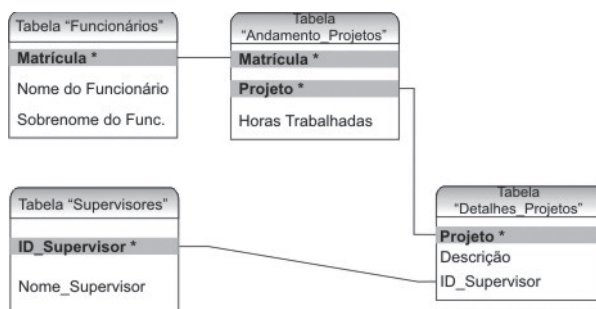 Tabela “Funcionários”
Matrícula *
Nome do Funcionário
Sobrenome do Func.
Tabela
“Andamento_Projetos”
Matrícula *
Projeto *
Horas Trabalhadas
Tabela “Supervisores”
ID_Supervisor *
Nome_Supervisor
Tabela
“Detalhes_Projetos”
Projeto *
Descrição
ID_Supervisor